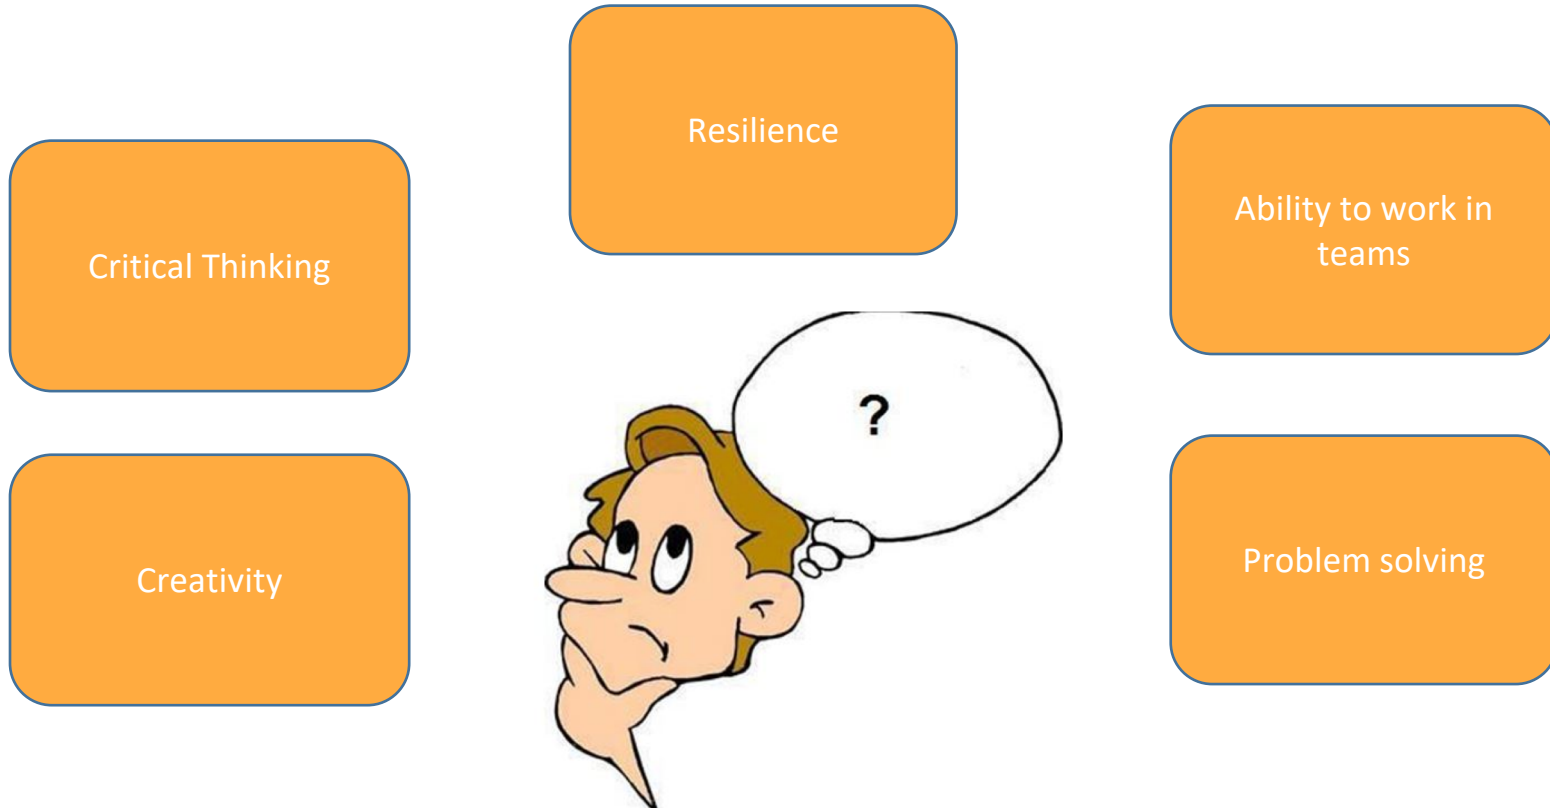 Resilience
Critical Thinking
Ability to work in
teams
?
Creativity
Problem solving